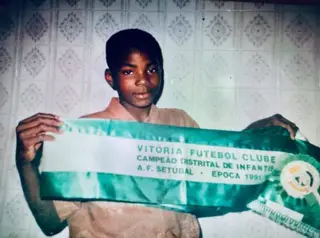 VITORIA FUTEBOL CLUBE
CAMPEÃO DISTRITAL DE INFANTIS
A.F. SETUBAL - ÉPOCA